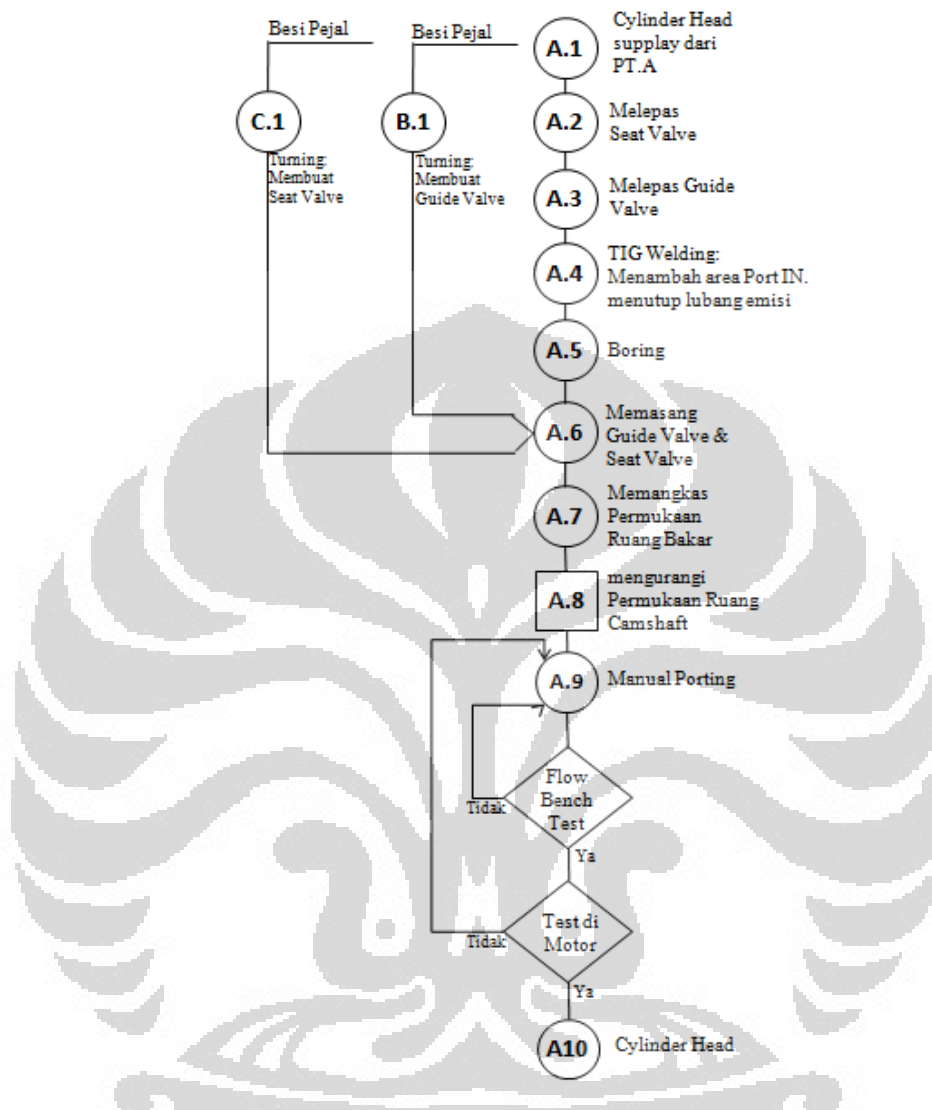 Besi Pejal
Besi Pejal
A.1
Cylinder Head
supplay dari
PT.A
C.1
Turning:
Membuat
Seat Valve
B.1
Turning:
Membuat
Guide Valve
A.2
Melepas
Seat Valve
A.3
Melepas Guide
Valve
A.4
TIG Welding:
Menambah area Port IN.
menutup lubang emisi
A.5
Boring
A.6
Memasang
Guide Valve &
Seat Valve
A.7
Memangkas
Permukaan
Ruang Bakar
A.8
mengurangi
Permukaan Ruang
Camshaft
A.9
Manual Porting
Flow
Bench
Test
Tidak
Ya
Test di
Motor
Tidak
Ya
A10
Cylinder Head